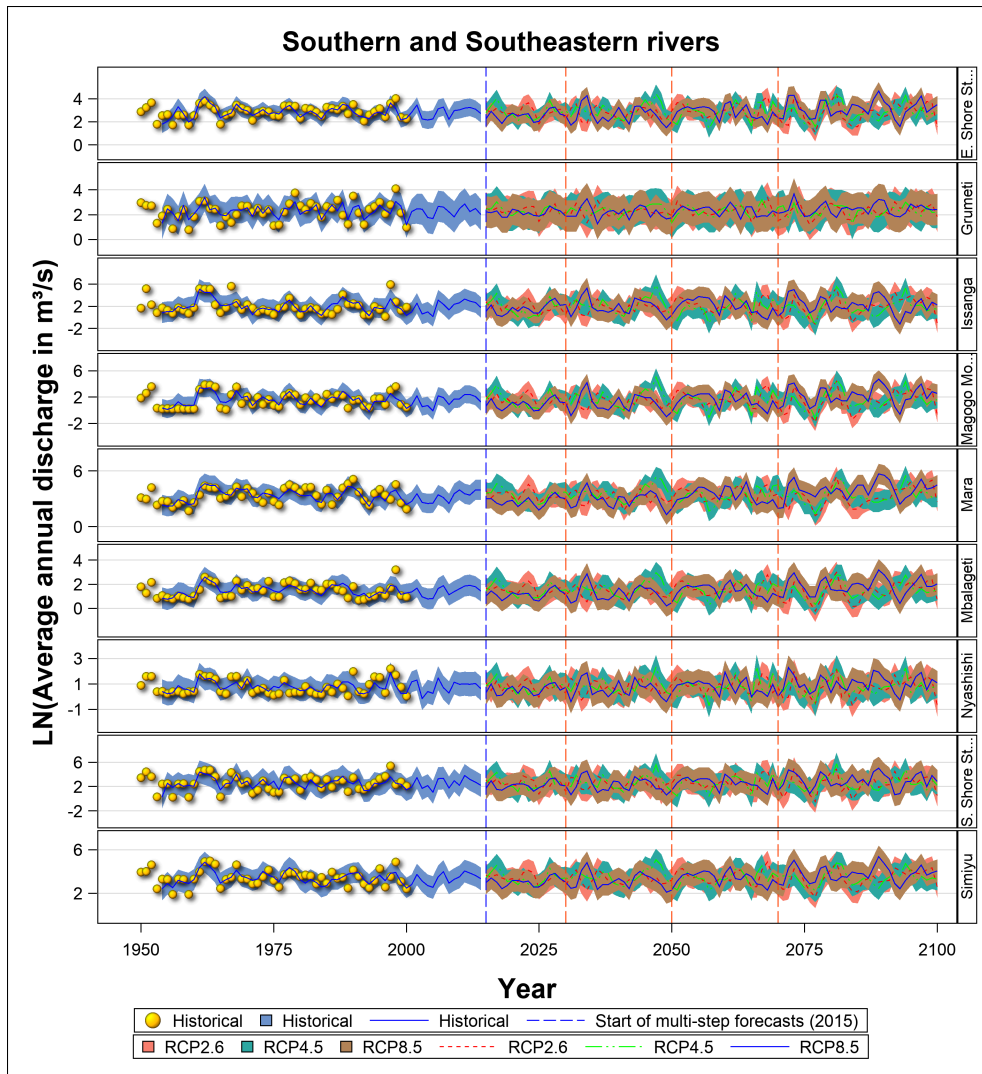 Southern and Southeastern rivers
LN(Average annual discharge in m³/s)
4
2
0
E. Shore St...
4
2
0
Grumeti
6
2
-2
Issanga
6
2
-2
Magogo Mo...
6
0
Mara
4
2
0
Mbalageti
3
1
-1
Nyashishi
6
2
-2
S. Shore St...
6
2
Simiyu
1950 1975 2000 2025 2050 2075 2100
Year
Historical Historical Historical Start of multi-step forecasts (2015)
RCP2.6 RCP4.5 RCP8.5 RCP2.6 RCP4.5 RCP8.5